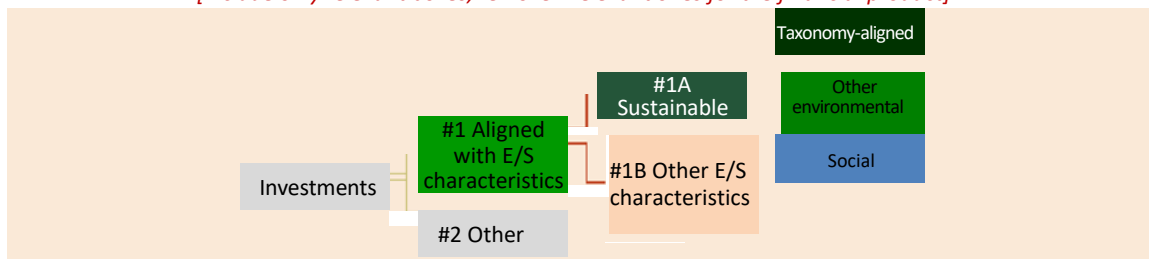 Taxonomy-aligned
#1A
Sustainable
Other
environmental
#1 Aligned
with E/S
characteristics
#1B Other E/S
characteristics
Social
Investments
#2 Other